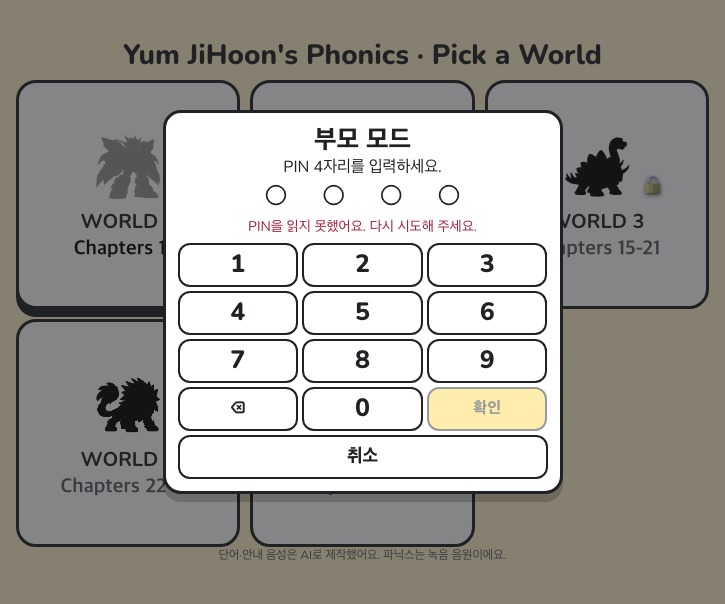 Yum JiHoon's Phonics · Pick a World
부모 모드
PIN 4자리를 입력하세요.
PIN을 읽지 못했어요. 다시 시도해 주세요.
1 2 3
4 5 6
7 8 9
0 확인
취소
WORLD
Chapters
WORLD 3
Chapters 15-21
WORLD
Chapters 22
단어·안내 음성은 AI로 제작했어요. 파닉스는 녹음 음원이에요.